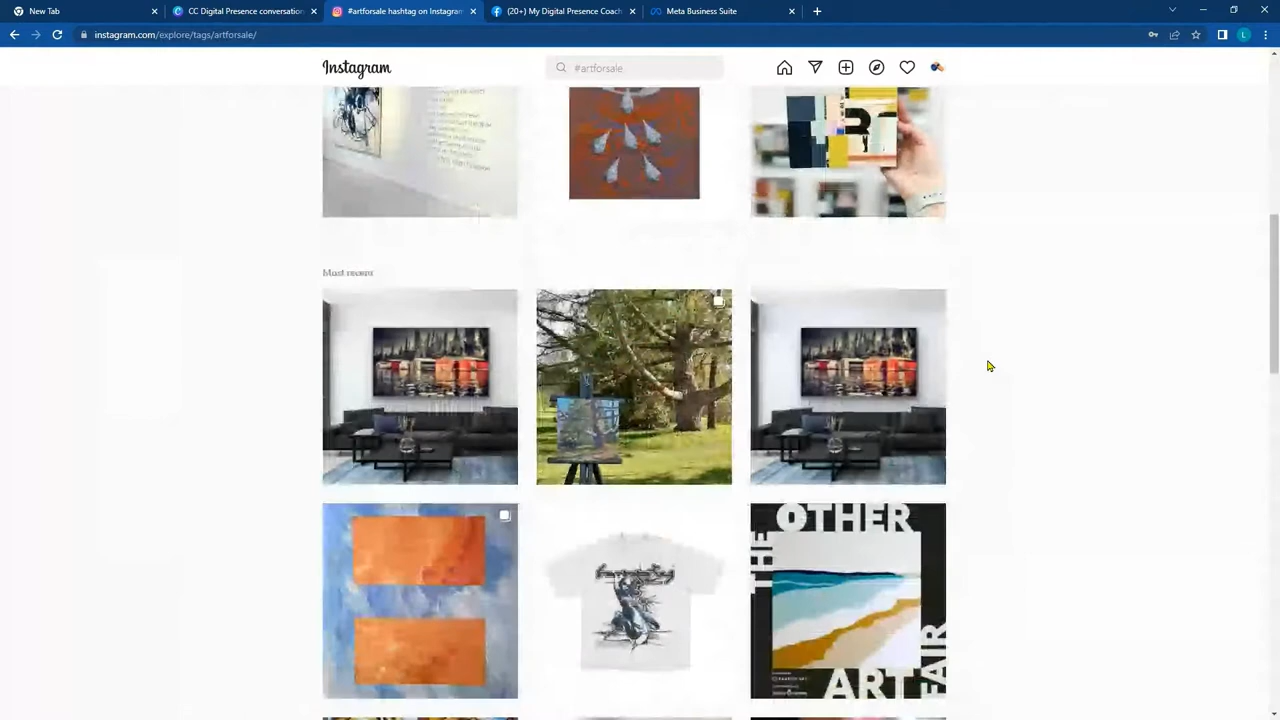 New Tab
CC Digital Presence conversation
#artforsale hashtag on Instagram
(20+) My Digital Presence Coach
Meta Business Suite
instagram.com/explore/tags/artforsale/
L
Instagram
#artforsale
Most recent
THE OTHER
ART FAIR